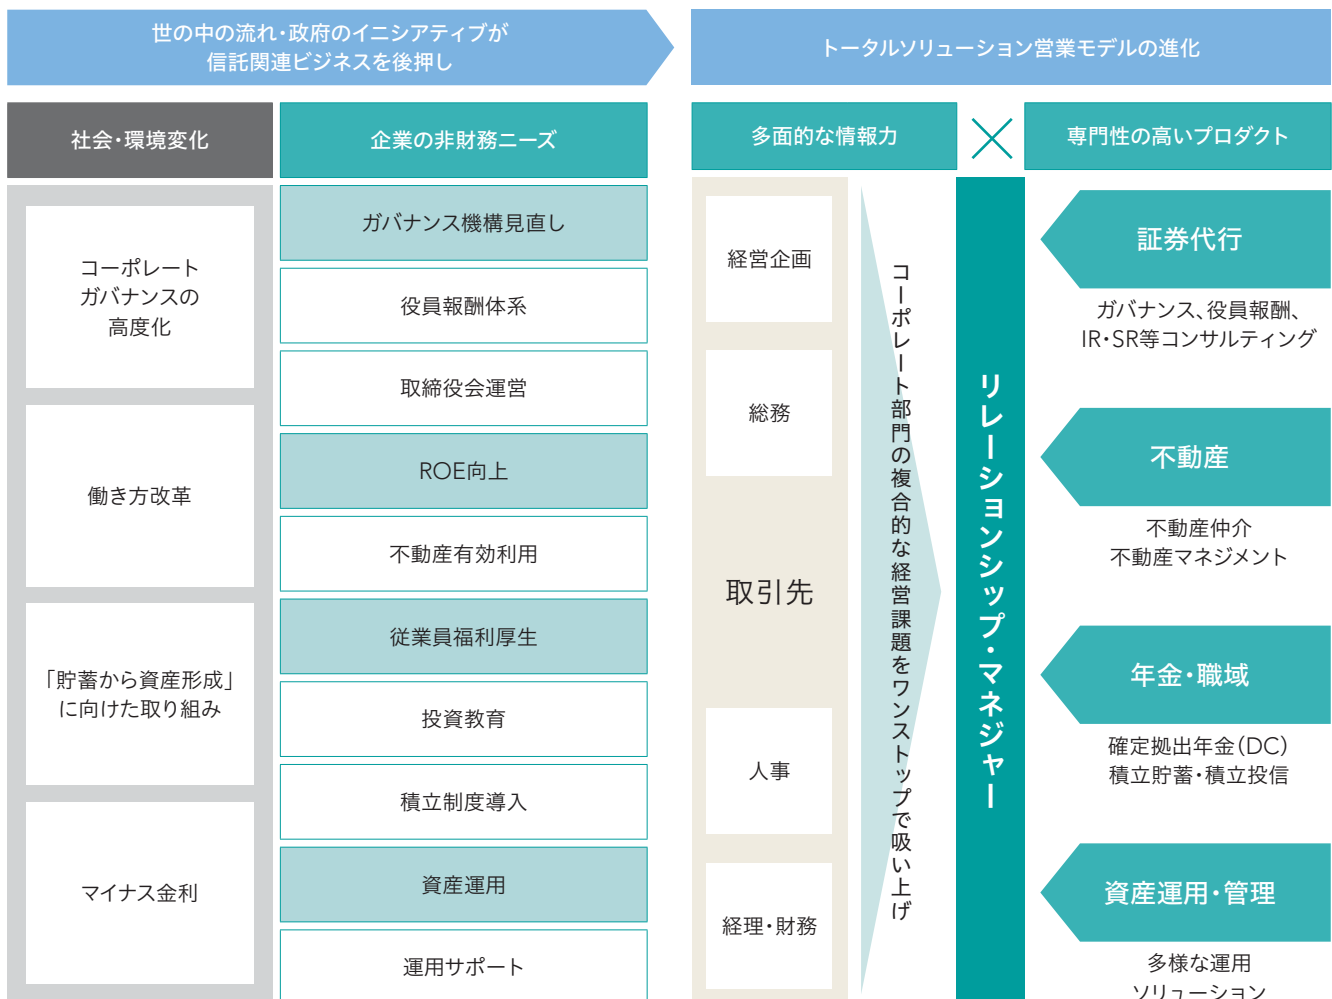 世の中の流れ・政府のイニシアティブが
信託関連ビジネスを後押し
トータルソリューション営業モデルの進化
社会・環境変化
企業の非財務ニーズ
多面的な情報力
専門性の高いプロダクト
コーポレート
ガバナンスの
高度化
働き方改革
「貯蓄から資産形成」
に向けた取り組み
マイナス金利
ガバナンス機構見直し
役員報酬体系
取締役会運営
ROE向上
不動産有効利用
従業員福利厚生
投資教育
積立制度導入
資産運用
運用サポート
経営企画
総務
取引先
人事
経理・財務
コーポレート部門の複合的な経営課題をワンストップで吸い上げ
リレーションシップ・マネジャー
証券代行
ガバナンス、役員報酬、
IR・SR等コンサルティング
不動産
不動産仲介
不動産マネジメント
年金・職域
確定拠出年金(DC)
積立貯蓄・積立投信
資産運用・管理
多様な運用
ソリューション